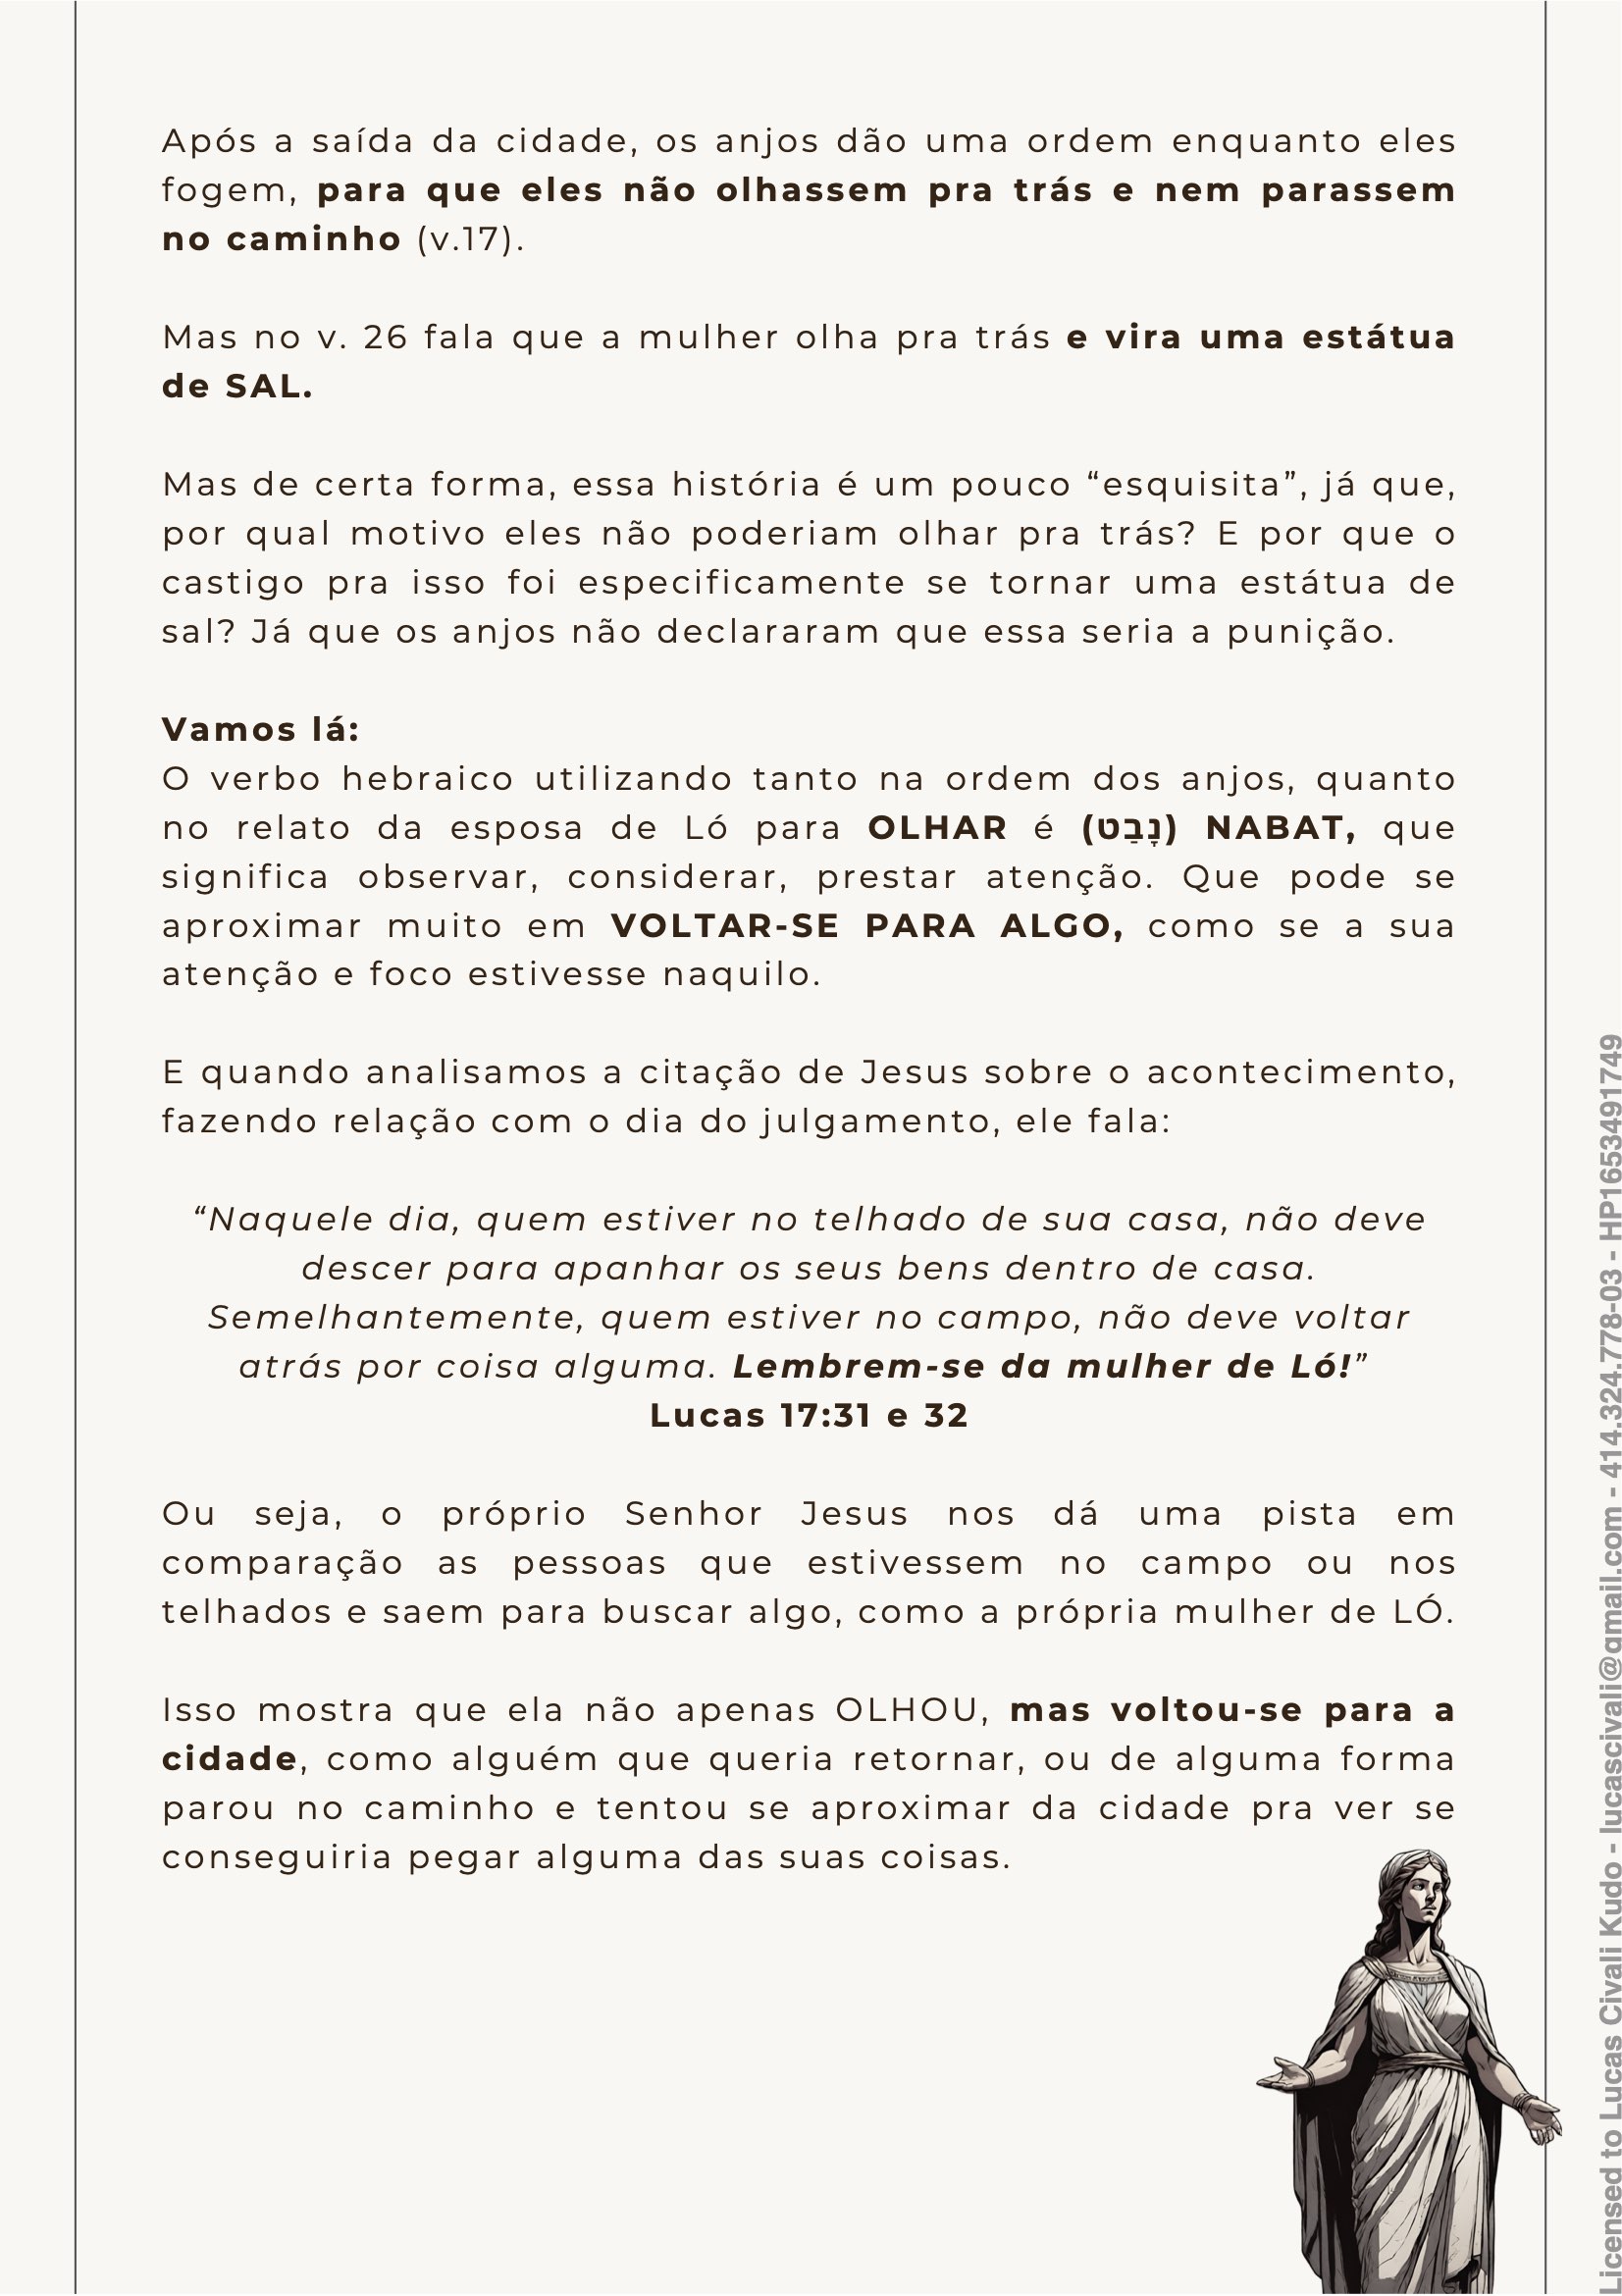 Após a saída da cidade, os anjos dão uma ordem enquanto eles
fogem, para que eles não olhassem pra trás e nem parassem
no caminho (v.17).
Mas no v. 26 fala que a mulher olha pra trás e vira uma estátua
de SAL.
Mas de certa forma, essa história é um pouco “esquisita”, já que,
por qual motivo eles não poderiam olhar pra trás? E por que o
castigo pra isso foi especificamente se tornar uma estátua de
sal? Já que os anjos não declararam que essa seria a punição.
Vamos lá:
O verbo hebraico utilizando tanto na ordem dos anjos, quanto
no relato da esposa de Ló para OLHAR é (נָבַט) NABAT, que
significa observar, considerar, prestar atenção. Que pode se
aproximar muito em VOLTAR-SE PARA ALGO, como se a sua
atenção e foco estivesse naquilo.
E quando analisamos a citação de Jesus sobre o acontecimento,
fazendo relação com o dia do julgamento, ele fala:
“Naquele dia, quem estiver no telhado de sua casa, não deve
descer para apanhar os seus bens dentro de casa.
Semelhantemente, quem estiver no campo, não deve voltar
atrás por coisa alguma. Lembrem-se da mulher de Ló!”
Lucas 17:31 e 32
Ou seja, o próprio Senhor Jesus nos dá uma pista em
comparação as pessoas que estivessem no campo ou nos
telhados e saem para buscar algo, como a própria mulher de LÓ.
Isso mostra que ela não apenas OLHOU, mas voltou-se para a
cidade, como alguém que queria retornar, ou de alguma forma
parou no caminho e tentou se aproximar da cidade pra ver se
conseguiria pegar alguma das suas coisas.
Licensed to Lucas Civali Kudo - lucascivali@gmail.com - 414.324.778-03 - HP1653491749